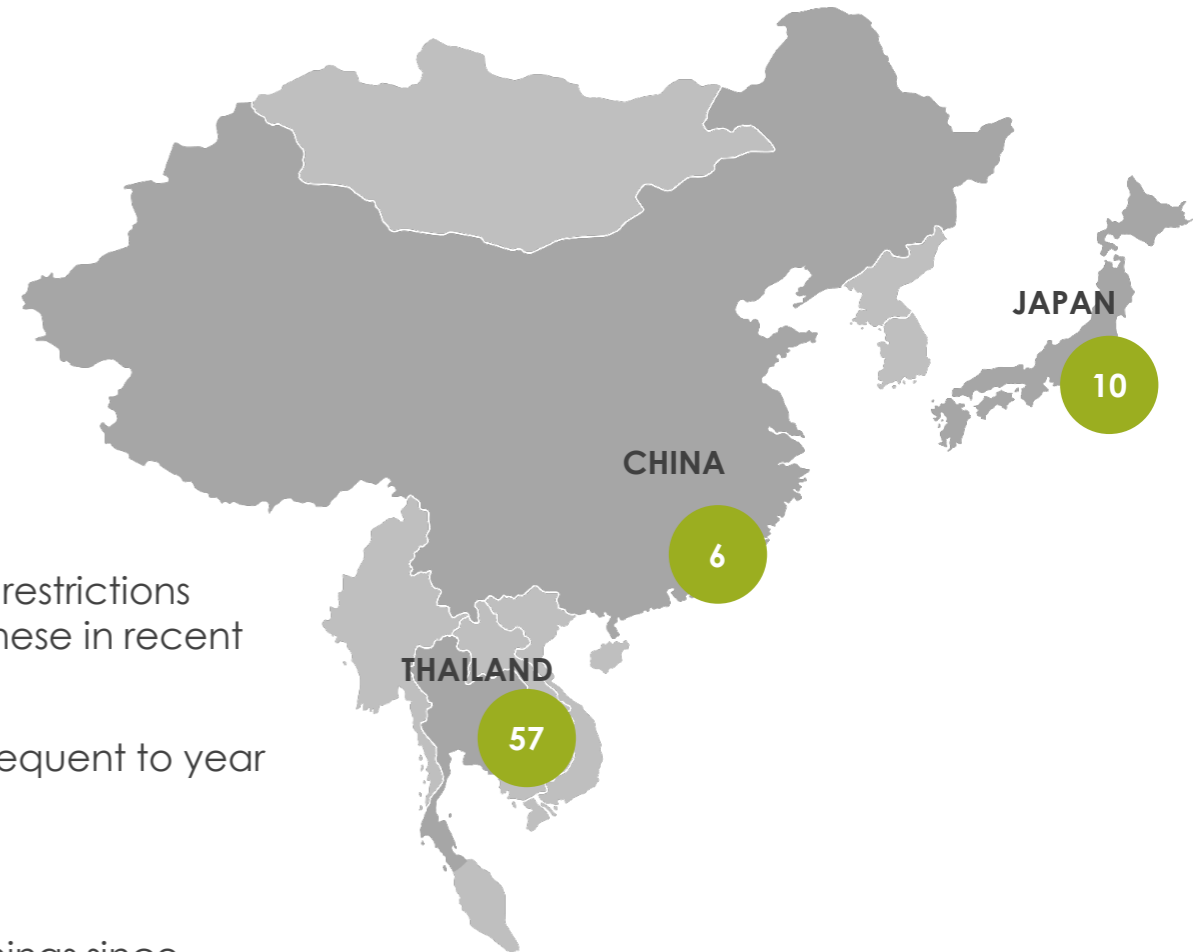 JAPAN
10
CHINA
6
restrictions
nese in recent
THAILAND
57
equent to year